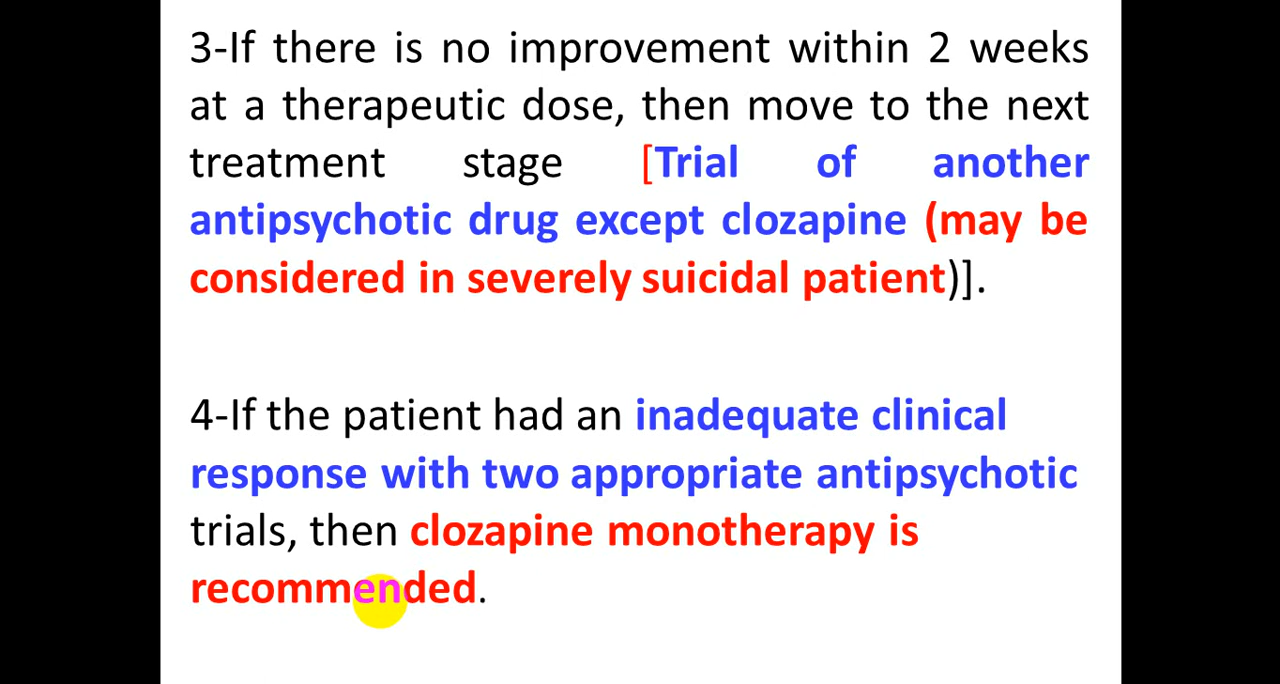 3-If there is no improvement within 2 weeks
at a therapeutic dose, then move to the next
treatment stage [Trial of another
antipsychotic drug except clozapine (may be
considered in severely suicidal patient)].
4-If the patient had an inadequate clinical
response with two appropriate antipsychotic
trials, then clozapine monotherapy is
recommended.